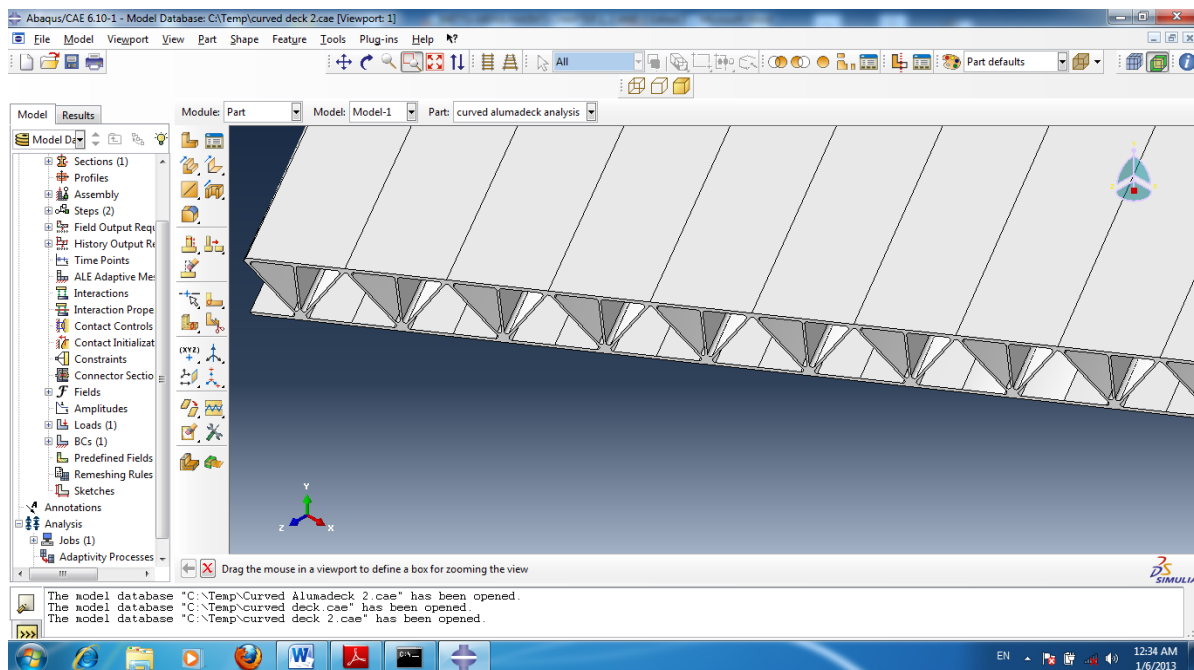 Abaqus/CAE 6.10-1 - Model Database: C:\Temp\curved deck 2.cae [Viewport: 1]
File Model Viewport View Part Shape Feature Tools Plug-ins Help
All
Part defaults
Model Results
Module: Part Model: Model-1 Part: curved alumadeck analysis
Model Da
Sections (1)
Profiles
Assembly
Steps (2)
Field Output Requ
History Output Re
Time Points
ALE Adaptive Me
Interactions
Interaction Prope
Contact Controls
Contact Initializat
Constraints
Connector Sectio
Fields
Amplitudes
Loads (1)
BCs (1)
Predefined Fields
Remeshing Rules
Sketches
Annotations
Analysis
Jobs (1)
Adaptivity Processes
(XYZ)
Y
Z X
Drag the mouse in a viewport to define a box for zooming the view
SIMULIA
The model database "C:\Temp\Curved Alumadeck 2.cae" has been opened.
The model database "C:\Temp\curved deck.cae" has been opened.
The model database "C:\Temp\curved deck 2.cae" has been opened.
>>>
EN
12:34 AM
1/6/2013